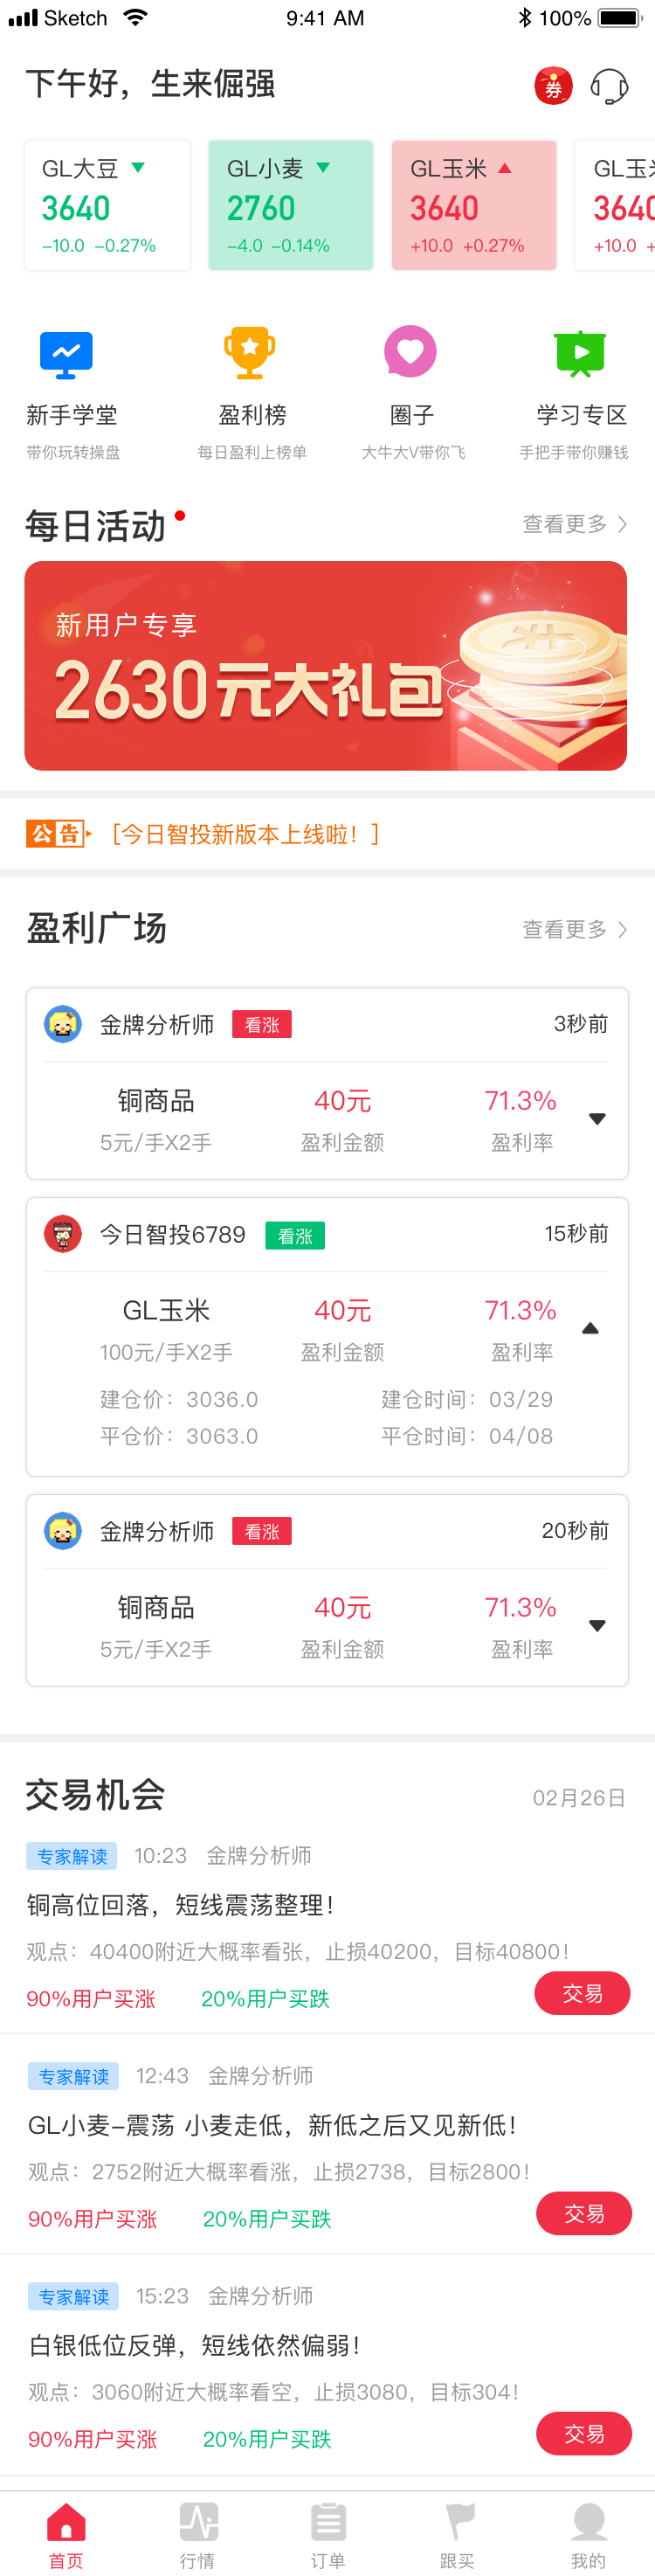 Sketch 9:41 AM 100%
下午好，生来倔强 券
GL大豆 GL小麦 GL玉米 GL玉
3640 2760 3640 3640
-10.0 -0.27% -4.0 -0.14% +10.0 +0.27% +10.0
新手学堂 盈利榜 圈子 学习专区
带你玩转操盘 每日盈利上榜单 大牛大V带你飞 手把手带你赚钱
每日活动 查看更多
新用户专享
2630元大礼包
公告 [今日智投新版本上线啦！]
盈利广场 查看更多
金牌分析师 看涨 3秒前
铜商品 40元 71.3%
5元/手X2手 盈利金额 盈利率
今日智投6789 看涨 15秒前
GL玉米 40元 71.3%
100元/手X2手 盈利金额 盈利率
建仓价：3036.0 建仓时间：03/29
平仓价：3063.0 平仓时间：04/08
金牌分析师 看涨 20秒前
铜商品 40元 71.3%
5元/手X2手 盈利金额 盈利率
交易机会 02月26日
专家解读 10:23 金牌分析师
铜高位回落，短线震荡整理！
观点：40400附近大概率看张，止损40200，目标40800！
90%用户买涨 20%用户买跌 交易
专家解读 12:43 金牌分析师
GL小麦-震荡 小麦走低，新低之后又见新低！
观点：2752附近大概率看涨，止损2738，目标2800！
90%用户买涨 20%用户买跌 交易
专家解读 15:23 金牌分析师
白银低位反弹，短线依然偏弱！
观点：3060附近大概率看空，止损3080，目标304！
90%用户买涨 20%用户买跌 交易
首页 行情 订单 跟买 我的